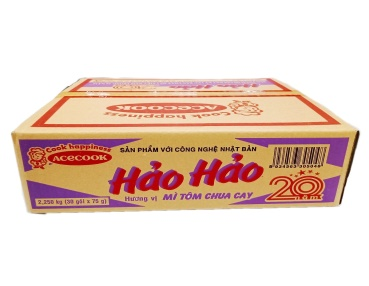 Cook happiness
ACECOOK
Cook happiness
ACECOOK
SẢN PHẨM VỚI CÔNG NGHỆ NHẬT BẢN
Hảo Hảo
Hương vị MÌ TÔM CHUA CAY
2,250 kg (30 gói x 75 g)
20
năm